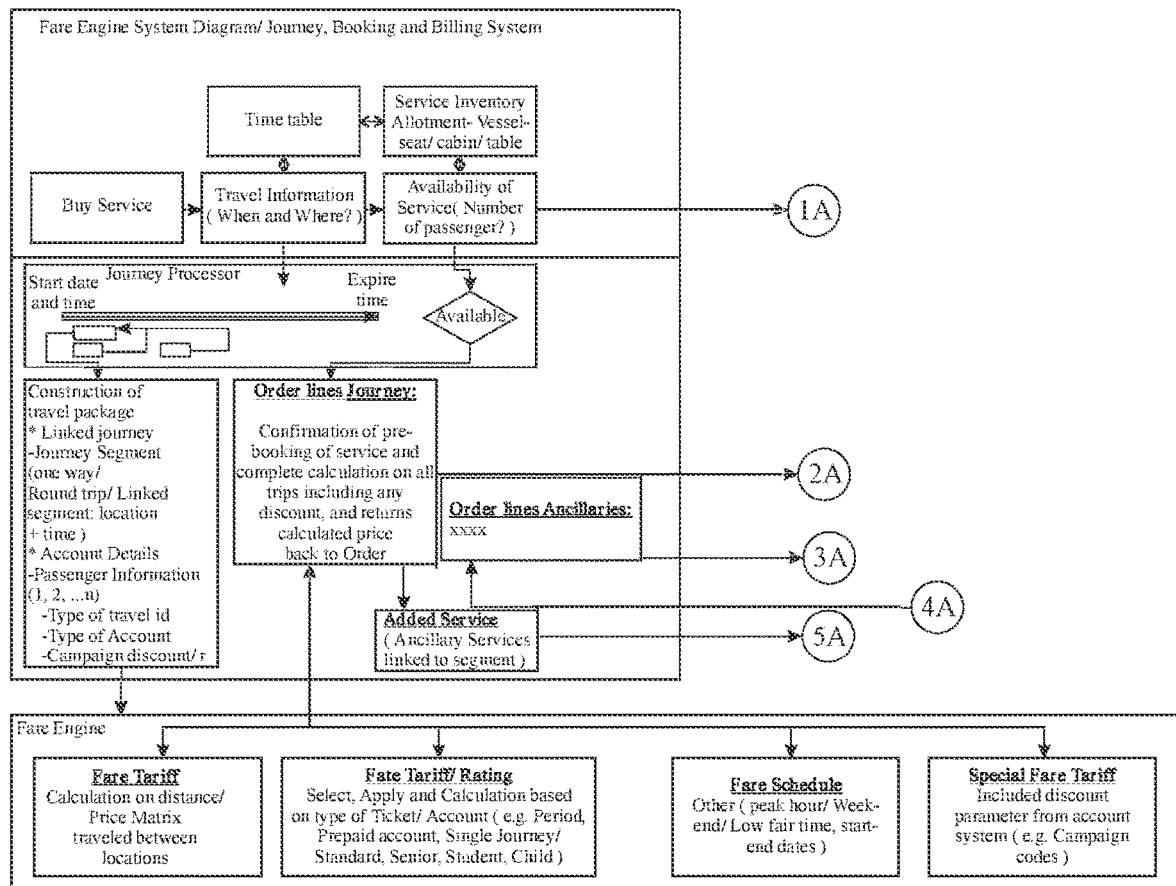 Fare Engine System Diagram/ Journey, Booking and Billing System
Time table
Service Inventory
Allotment- Vessel-
seat/ cabin/ table
Buy Service
Travel Information
( When and Where? )
Availability of
Service( Number
of passenger? )
1A
Journey Processor
Start date
and time
Expire
time
Available
Construction of
travel package
* Linked journey
-Journey Segment
(one way/
Round trip/ Linked
segment: location
+ time )
* Account Details
-Passenger Information
(1, 2, ...n)
-Type of travel id
-Type of Account
-Campaign discount/ r
Order lines Journey:
Confirmation of pre-
booking of service and
complete calculation on all
trips including any
discount, and returns
calculated price
back to Order
2A
Order lines Ancillaries:
xxxx
3A
4A
Added Service
( Ancillary Services
linked to segment )
5A
Fare Engine
Fare Tariff
Calculation on distance/
Price Matrix
traveled between
locations
Fate Tariff/ Rating
Select, Apply and Calculation based
on type of Ticket/ Account ( e.g. Period,
Prepaid account, Single Journey/
Standard, Senior, Student, Child )
Fare Schedule
Other ( peak hour/ Week-
end/ Low fair time, start-
end dates )
Special Fare Tariff
Included discount
parameter from account
system ( e.g. Campaign
codes )